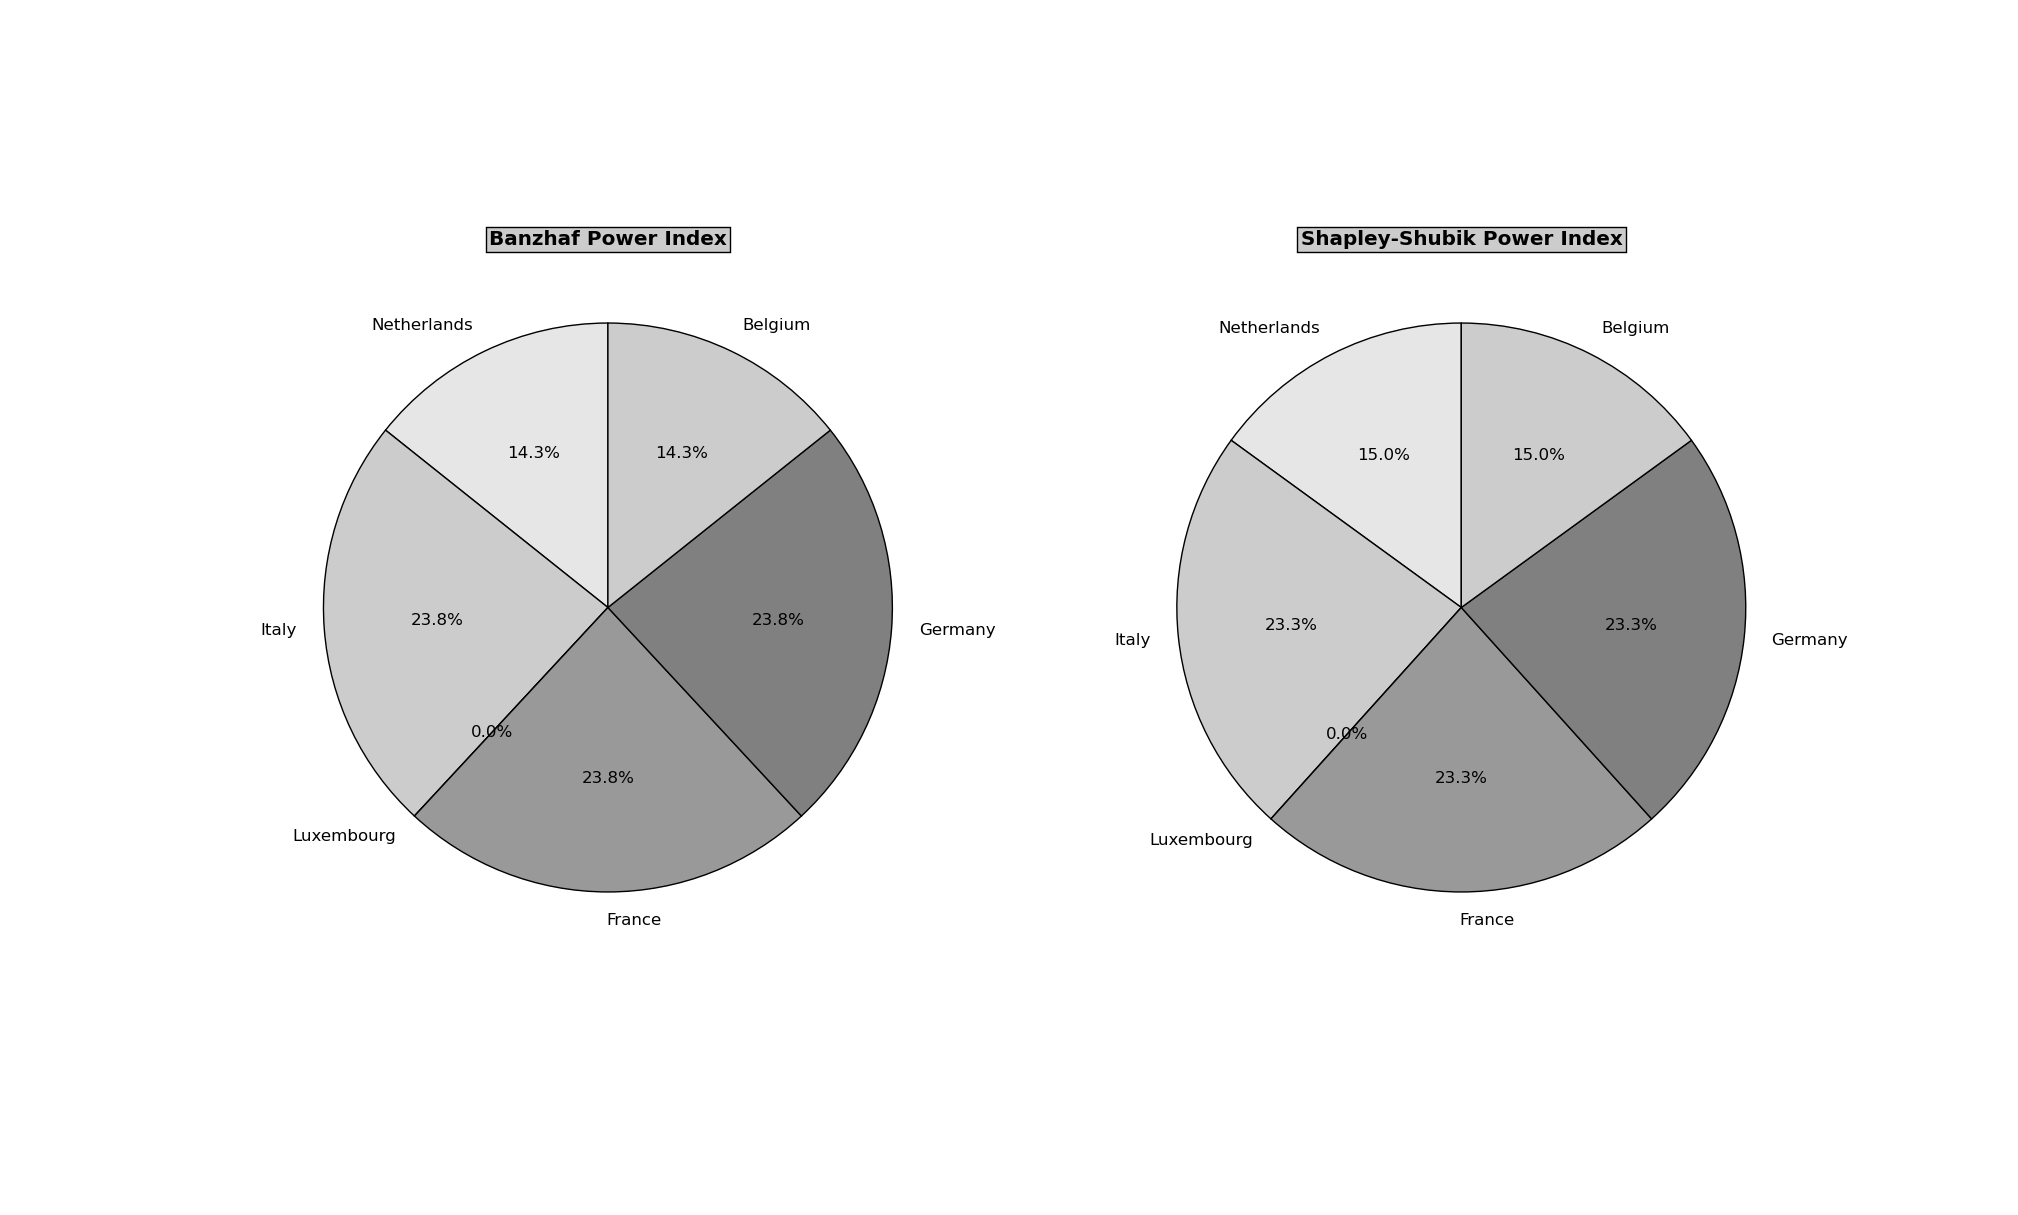 Banzhaf Power Index
Netherlands
Belgium
14.3%
14.3%
Italy
23.8%
23.8%
Germany
0.0%
23.8%
Luxembourg
France
Shapley-Shubik Power Index
Netherlands
Belgium
15.0%
15.0%
Italy
23.3%
23.3%
Germany
0.0%
23.3%
Luxembourg
France